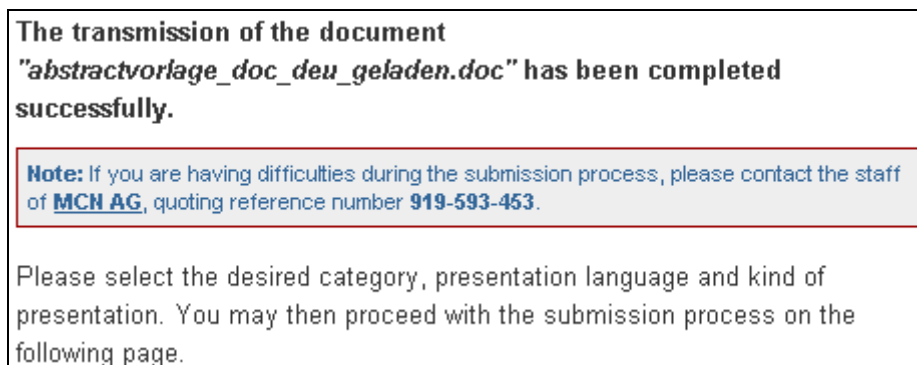 The transmission of the document
"abstractvorlage_doc_deu_geladen.doc" has been completed
successfully.
Note: If you are having difficulties during the submission process, please contact the staff
of MCN AG, quoting reference number 919-593-453.
Please select the desired category, presentation language and kind of
presentation. You may then proceed with the submission process on the
following page.